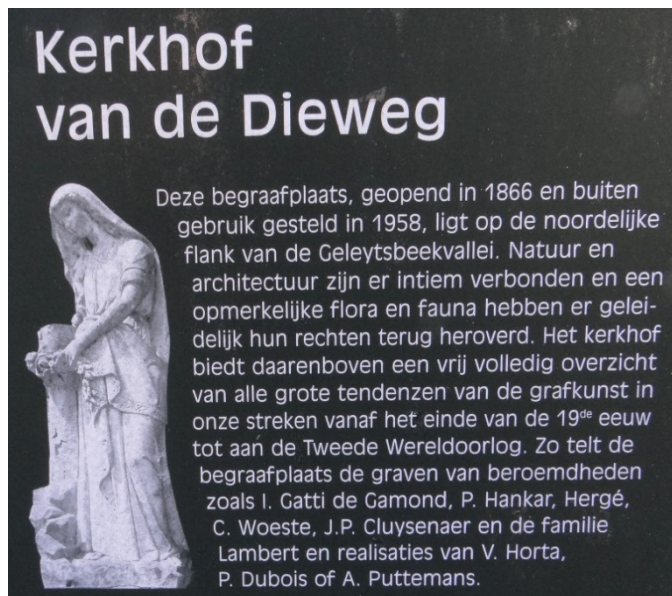 Kerkhof
van de Dieweg
Deze begraafplaats, geopend in 1866 en buiten
gebruik gesteld in 1958, ligt op de noordelijke
flank van de Geleytsbeekvallei. Natuur en
architectuur zijn er intiem verbonden en een
opmerkelijke flora en fauna hebben er gelei-
delijk hun rechten terug heroverd. Het kerkhof
biedt daarenboven een vrij volledig overzicht
van alle grote tendenzen van de grafkunst in
onze streken vanaf het einde van de 19de eeuw
tot aan de Tweede Wereldoorlog. Zo telt de
begraafplaats de graven van beroemdheden
zoals I. Gatti de Gamond, P. Hankar, Hergé,
C. Woeste, J.P. Cluysenaer en de familie
Lambert en realisaties van V. Horta,
P. Dubois of A. Puttemans.